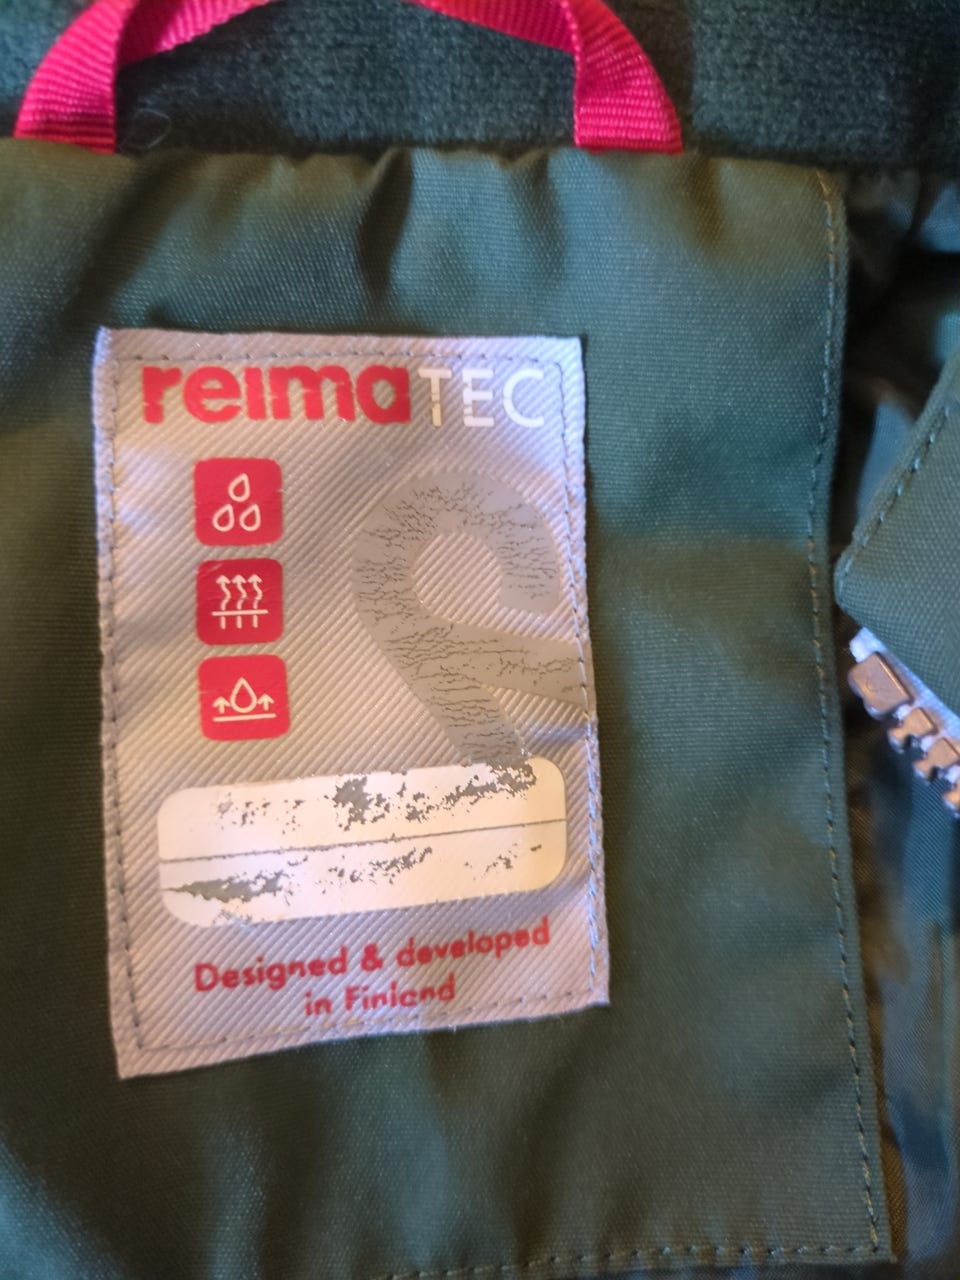 reimaTEC
Designed & developed
in Finland